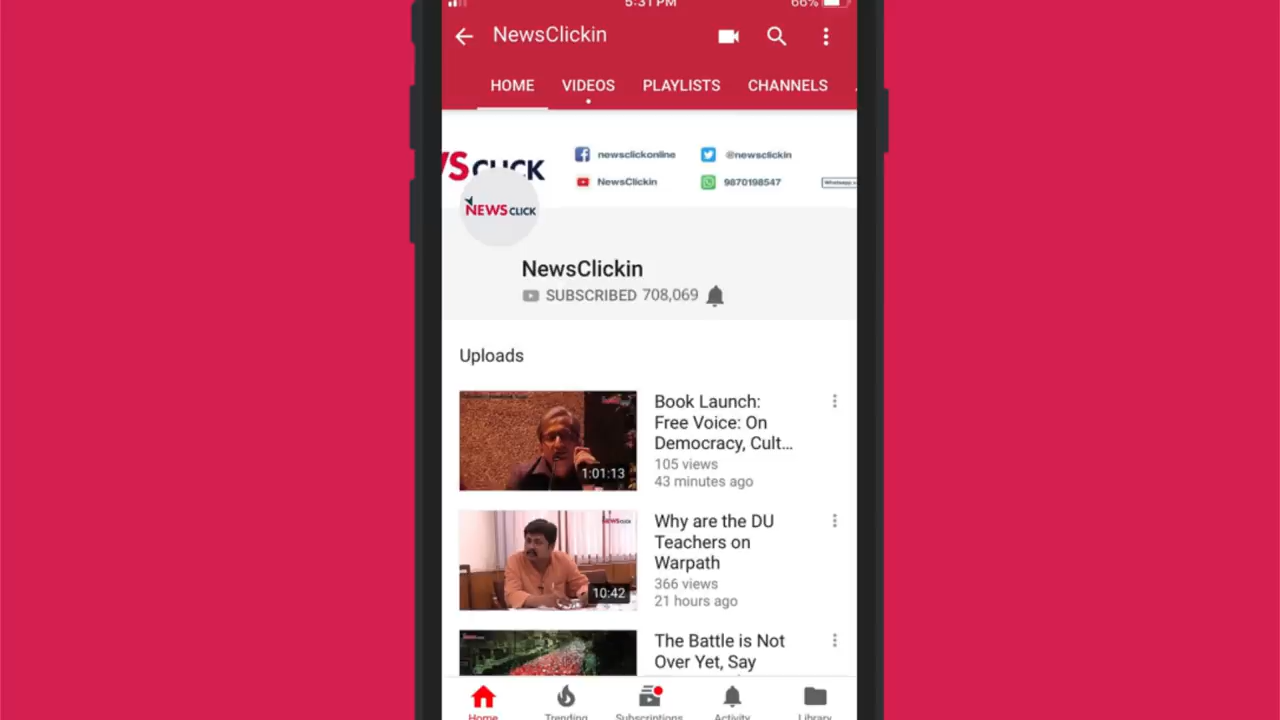 5:31 PM
66%
NewsClickin
HOME
VIDEOS
PLAYLISTS
CHANNELS
WS CLICK
newsclickonline
@newsclickin
NewsClickin
9870198547
NEWS CLICK
NewsClickin
SUBSCRIBED 708,069
Uploads
Book Launch:
Free Voice: On
Democracy, Cult...
105 views
43 minutes ago
1:01:13
Why are the DU
Teachers on
Warpath
366 views
21 hours ago
NEWSCLICK
10:42
The Battle is Not
Over Yet, Say
Home
Trending
Subscriptions
Activity
Library